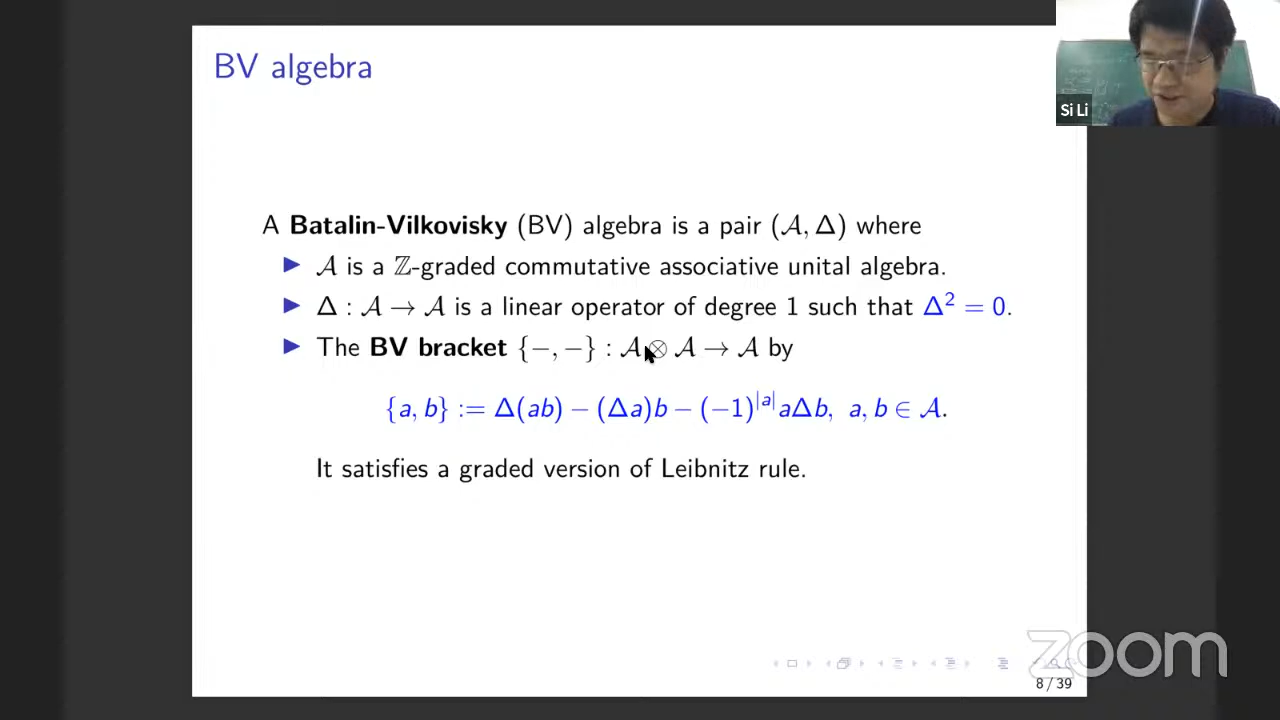 BV algebra
Si Li
A Batalin-Vilkovisky (BV) algebra is a pair (𝒜, Δ) where
▶ 𝒜 is a ℤ-graded commutative associative unital algebra.
▶ Δ : 𝒜 → 𝒜 is a linear operator of degree 1 such that Δ² = 0.
▶ The BV bracket {−, −} : 𝒜 ⊗ 𝒜 → 𝒜 by
{a, b} := Δ(ab) − (Δa)b − (−1)^{|a|} aΔb, a, b ∈ 𝒜.
It satisfies a graded version of Leibnitz rule.
zoom
8 / 39